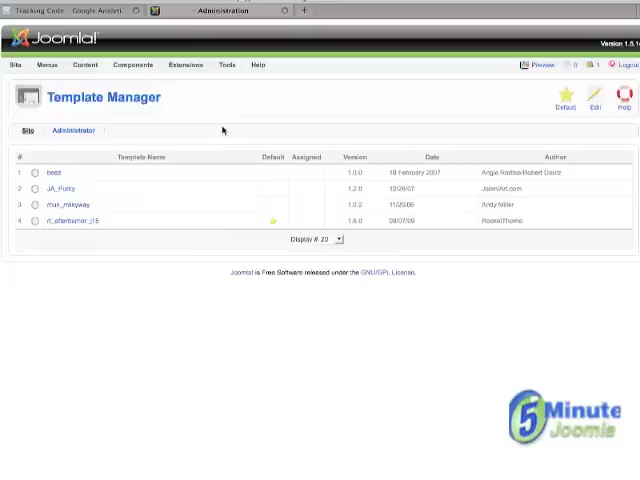 Tracking Code Google Analyti... - Administration
Joomla! Version 1.5.1
Site Menus Content Components Extensions Tools Help Preview 0 1 Logout
Template Manager Default Edit Help
Site Administrator
# Template Name Default Assigned Version Date Author
1 beez 1.0.0 19 February 2007 Angie Radtke/Robert Deutz
2 JA_Purity 1.2.0 12/26/07 JoomlArt.com
3 rhuk_milkyway 1.0.2 11/20/06 Andy Miller
4 rt_afterburner_j15 1.5.0 08/07/09 RocketTheme
Display # 20
Joomla! is Free Software released under the GNU/GPL License.
5 Minute
Joomla